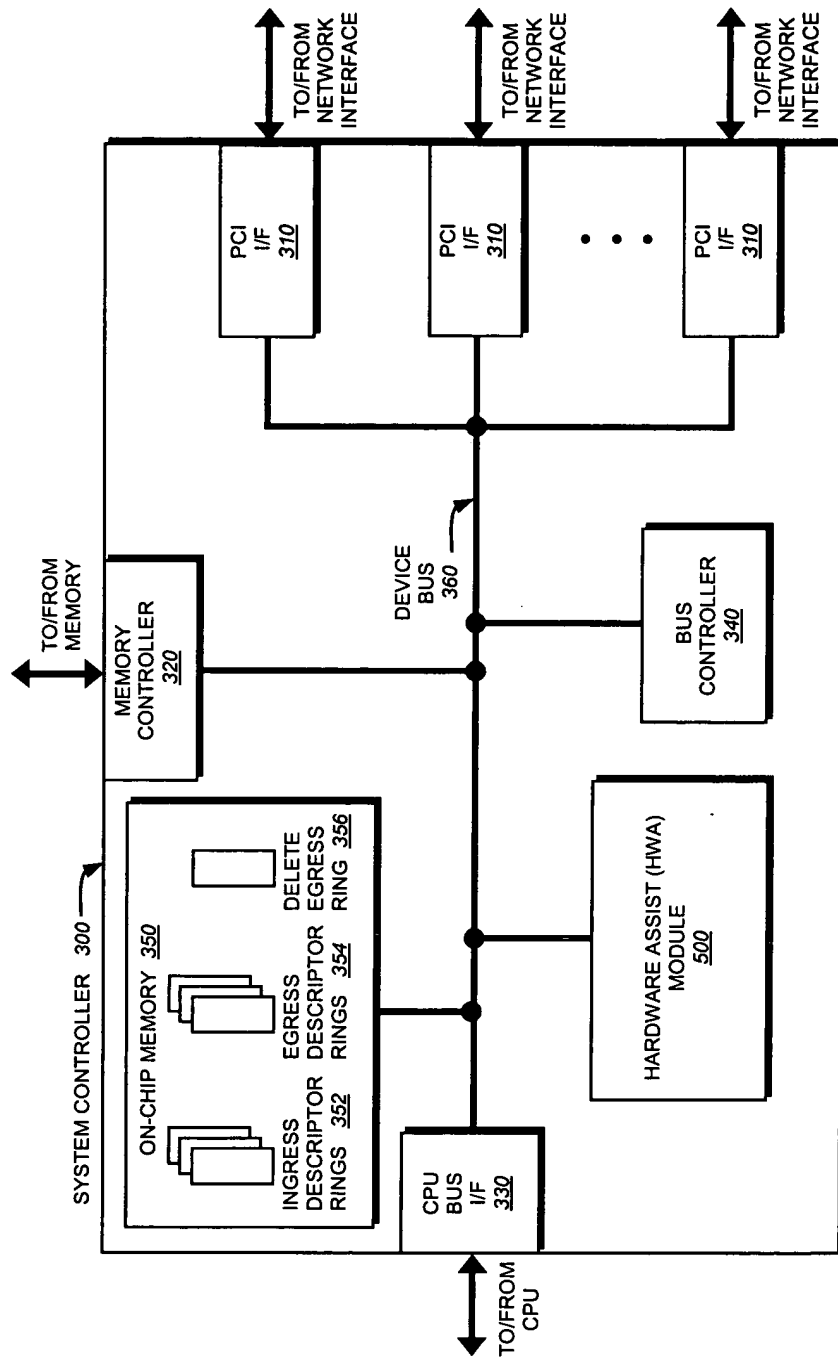 SYSTEM CONTROLLER 300
TO/FROM
MEMORY
MEMORY
CONTROLLER
320
ON-CHIP MEMORY 350
INGRESS
DESCRIPTOR
RINGS 352
EGRESS
DESCRIPTOR
RINGS 354
DELETE
EGRESS
RING 356
PCI
I/F
310
TO/FROM
NETWORK
INTERFACE
PCI
I/F
310
TO/FROM
NETWORK
INTERFACE
PCI
I/F
310
TO/FROM
NETWORK
INTERFACE
DEVICE
BUS
360
CPU
BUS
I/F
330
TO/FROM
CPU
HARDWARE ASSIST (HWA)
MODULE
500
BUS
CONTROLLER
340